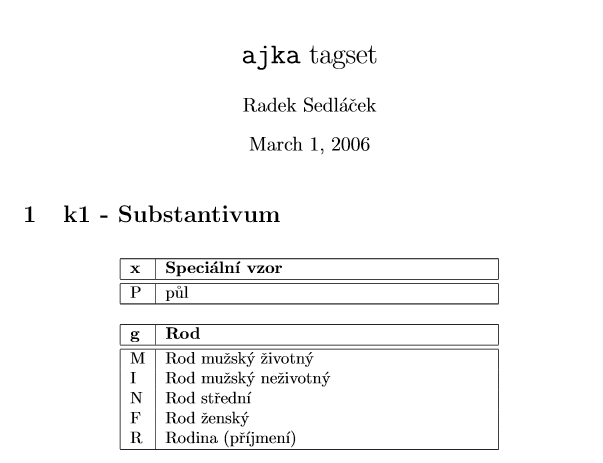 ajka tagset
Radek Sedláček
March 1, 2006
1 k1 - Substantivum
x Speciální vzor
P půl
g Rod
M Rod mužský životný
I Rod mužský neživotný
N Rod střední
F Rod ženský
R Rodina (příjmení)